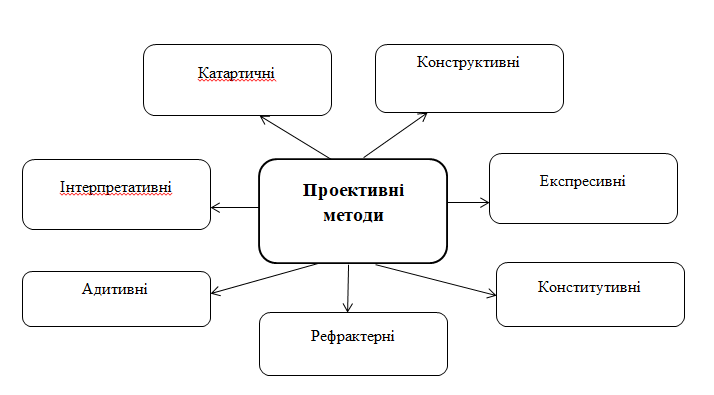 Катартичні
Конструктивні
Інтерпретативні
Проективні
методи
Експресивні
Адитивні
Рефрактерні
Конститутивні